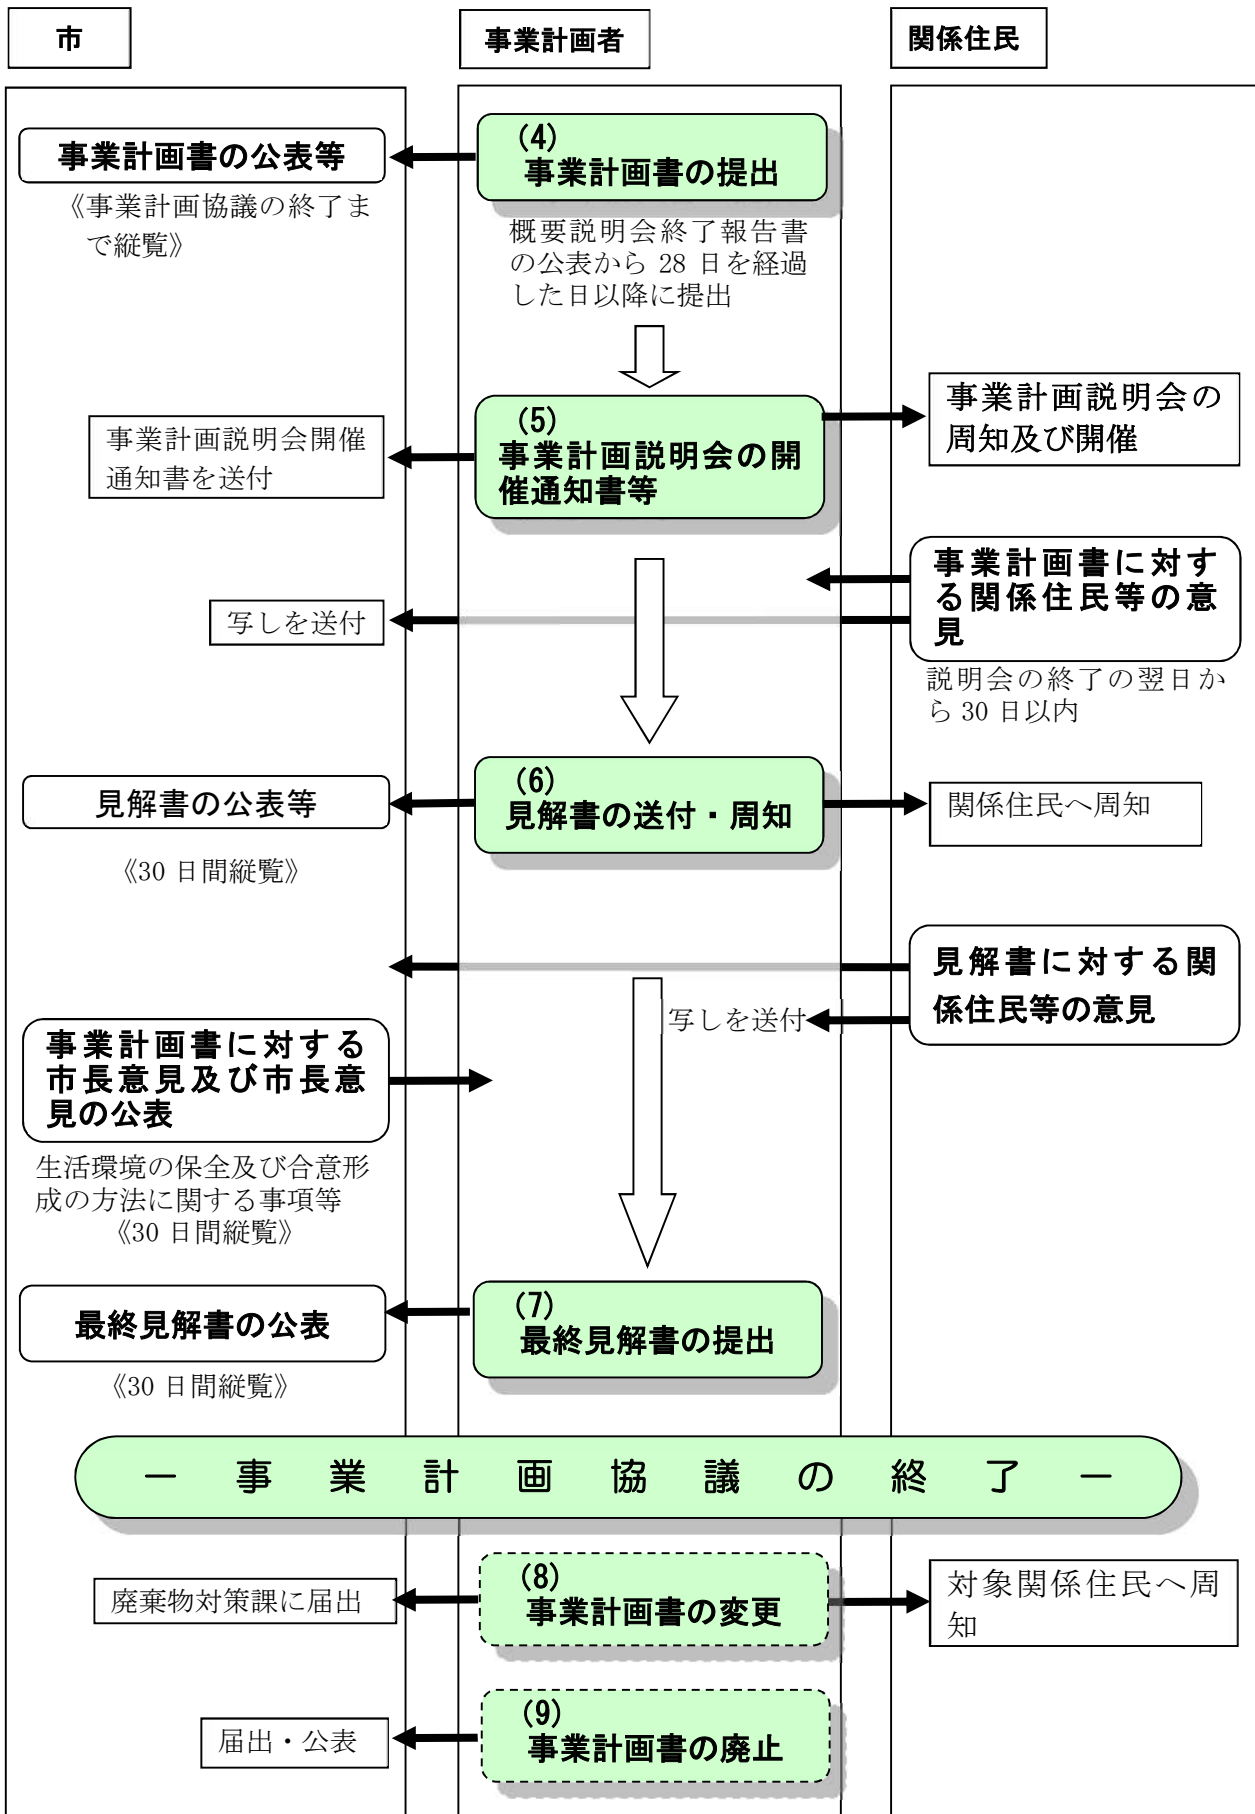 市
事業計画者
関係住民
(4)
事業計画書の提出
事業計画書の公表等
《事業計画協議の終了ま
で縦覧》
概要説明会終了報告書
の公表から 28 日を経過
した日以降に提出
(5)
事業計画説明会の開
催通知書等
事業計画説明会の
周知及び開催
事業計画説明会開催
通知書を送付
事業計画書に対す
る関係住民等の意
見
写しを送付
説明会の終了の翌日か
ら 30 日以内
(6)
見解書の送付・周知
見解書の公表等
関係住民へ周知
《30 日間縦覧》
見解書に対する関
係住民等の意見
写しを送付
事業計画書に対する
市長意見及び市長意
見の公表
生活環境の保全及び合意形
成の方法に関する事項等
《30 日間縦覧》
(7)
最終見解書の提出
最終見解書の公表
《30 日間縦覧》
－ 事 業 計 画 協 議 の 終 了 －
(8)
事業計画書の変更
廃棄物対策課に届出
対象関係住民へ周
知
(9)
事業計画書の廃止
届出・公表